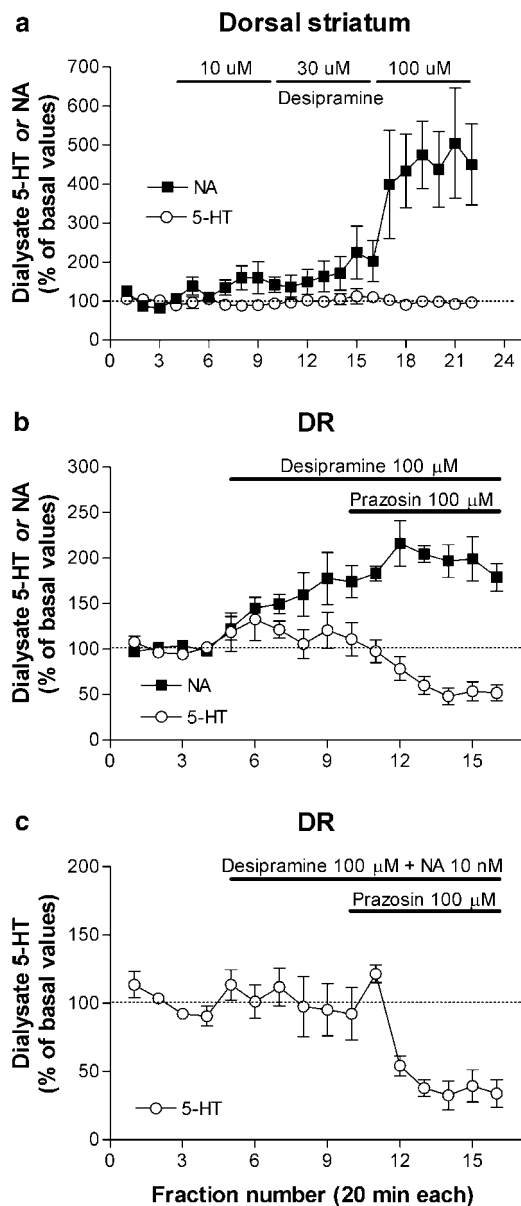 a
Dorsal striatum
10 uM 30 uM 100 uM
Desipramine
700
600
500
400
300
200
100
0
Dialysate 5-HT or NA
(% of basal values)
NA
5-HT
0 3 6 9 12 15 18 21 24
b
DR
Desipramine 100 μM
Prazosin 100 μM
300
250
200
150
100
50
0
Dialysate 5-HT or NA
(% of basal values)
NA
5-HT
0 3 6 9 12 15
c
DR
Desipramine 100 μM + NA 10 nM
Prazosin 100 μM
200
150
100
50
0
Dialysate 5-HT
(% of basal values)
5-HT
0 3 6 9 12 15
Fraction number (20 min each)